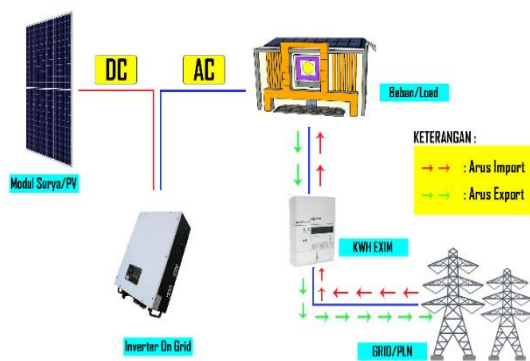 DC
AC
Modul Surya/PV
Beban/Load
KETERANGAN :
: Arus Import
: Arus Export
KWH EXIM
Inverter On Grid
GRID/PLN